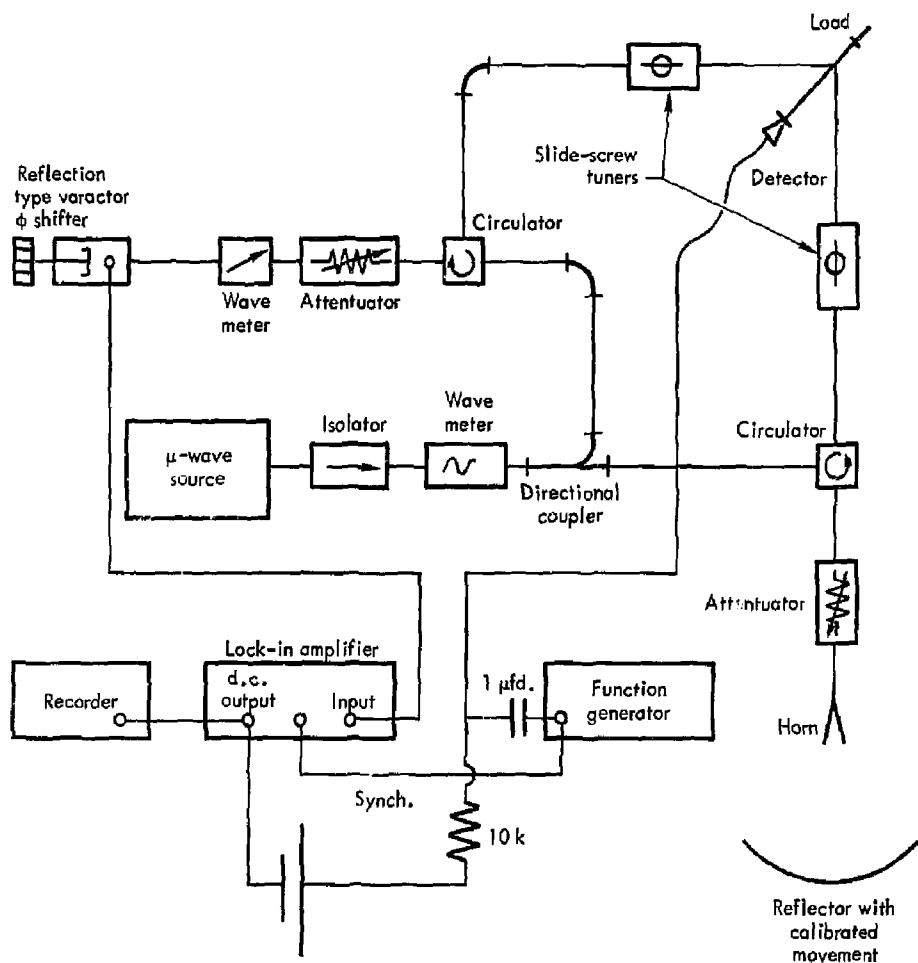 Load
Reflection
type varactor
ϕ shifter
Slide-screw
tuners
Detector
Circulator
Wave
meter
Attentuator
μ-wave
source
Isolator
Wave
meter
Directional
coupler
Circulator
Attentuator
Horn
Lock-in amplifier
Recorder
d.c.
output
Input
1 μfd.
Function
generator
Synch.
10 k
Reflector with
calibrated
movement